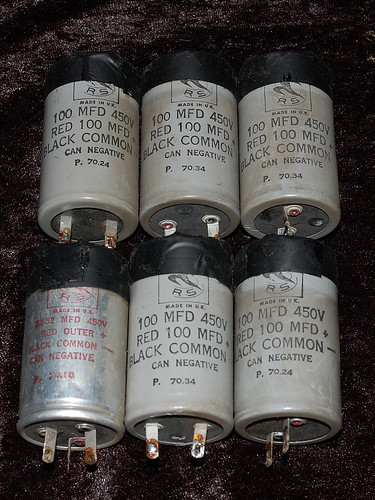 RS
MADE IN U.K.
100 MFD 450V
RED 100 MFD +
BLACK COMMON
CAN NEGATIVE
P. 70.24
RS
MADE IN U.K.
100 MFD 450V
RED 100 MFD +
BLACK COMMON
CAN NEGATIVE
P. 70.34
RS
MADE IN U.K.
100 MFD 450V
RED 100 MFD +
BLACK COMMON
CAN NEGATIVE
P. 70.34
RS
MADE IN U.K.
MFD 450V
RED OUTER +
BLACK COMMON —
CAN NEGATIVE
P.
RS
MADE IN U.K.
100 MFD 450V
RED 100 MFD +
BLACK COMMON
CAN NEGATIVE
P. 70.34
RS
MADE IN U.K.
100 MFD 450V
RED 100 MFD +
BLACK COMMON —
CAN NEGATIVE
P. 70.24